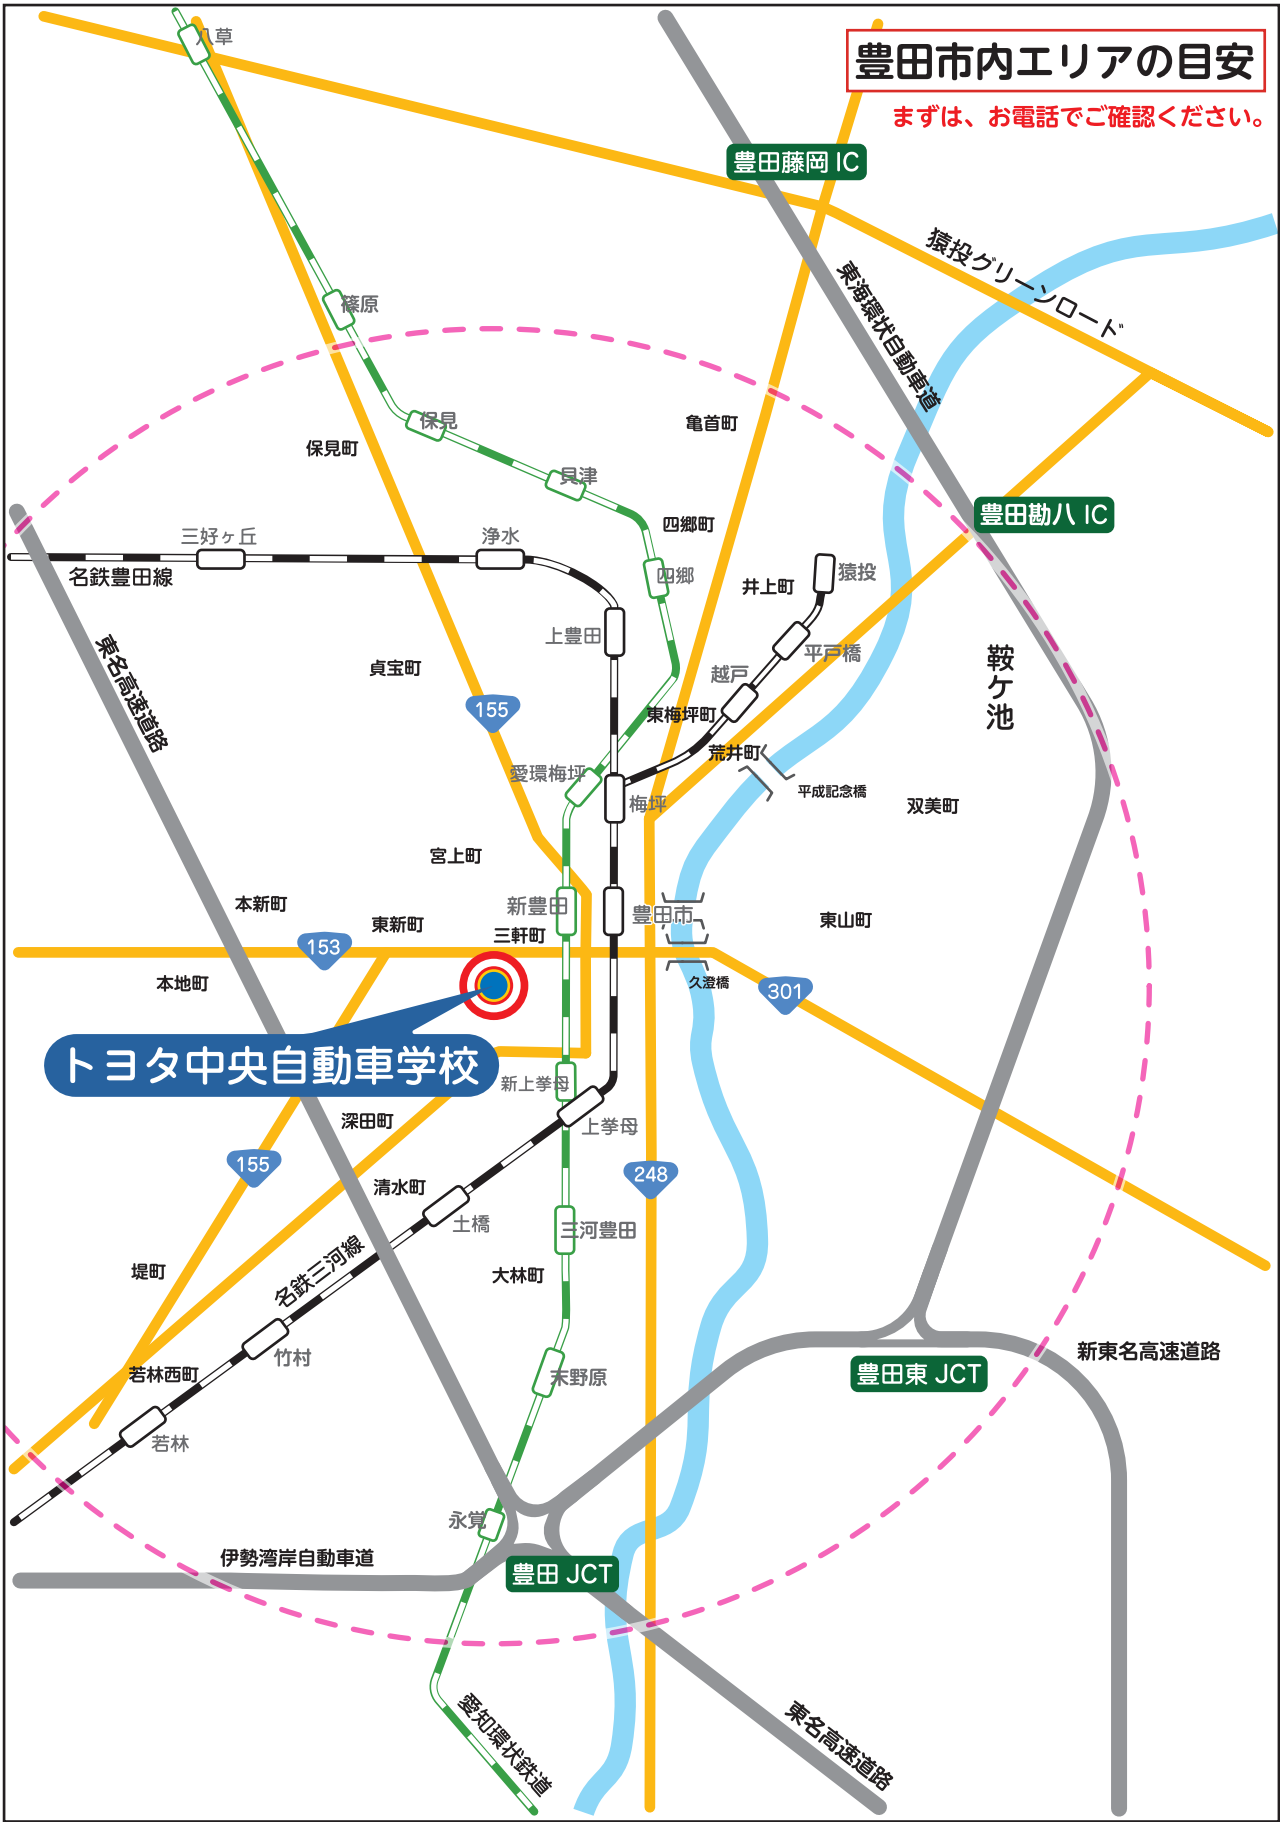 豊田市内エリアの目安
まずは、お電話でご確認ください。
八草
豊田藤岡 IC
猿投グリーンロード
東海環状自動車道
篠原
保見
亀首町
保見町
貝津
四郷町
豊田勘八 IC
三好ヶ丘
浄水
名鉄豊田線
四郷
猿投
井上町
上豊田
平戸橋
鞍ケ池
東名高速道路
貞宝町
越戸
155
東梅坪町
荒井町
愛環梅坪
平成記念橋
梅坪
双美町
宮上町
本新町
新豊田
豊田市
東新町
東山町
三軒町
153
本地町
久澄橋
301
トヨタ中央自動車学校
新上挙母
深田町
上挙母
155
248
清水町
土橋
三河豊田
堤町
名鉄三河線
大林町
竹村
新東名高速道路
若林西町
末野原
豊田東 JCT
若林
永覚
伊勢湾岸自動車道
豊田 JCT
愛知環状鉄道
東名高速道路